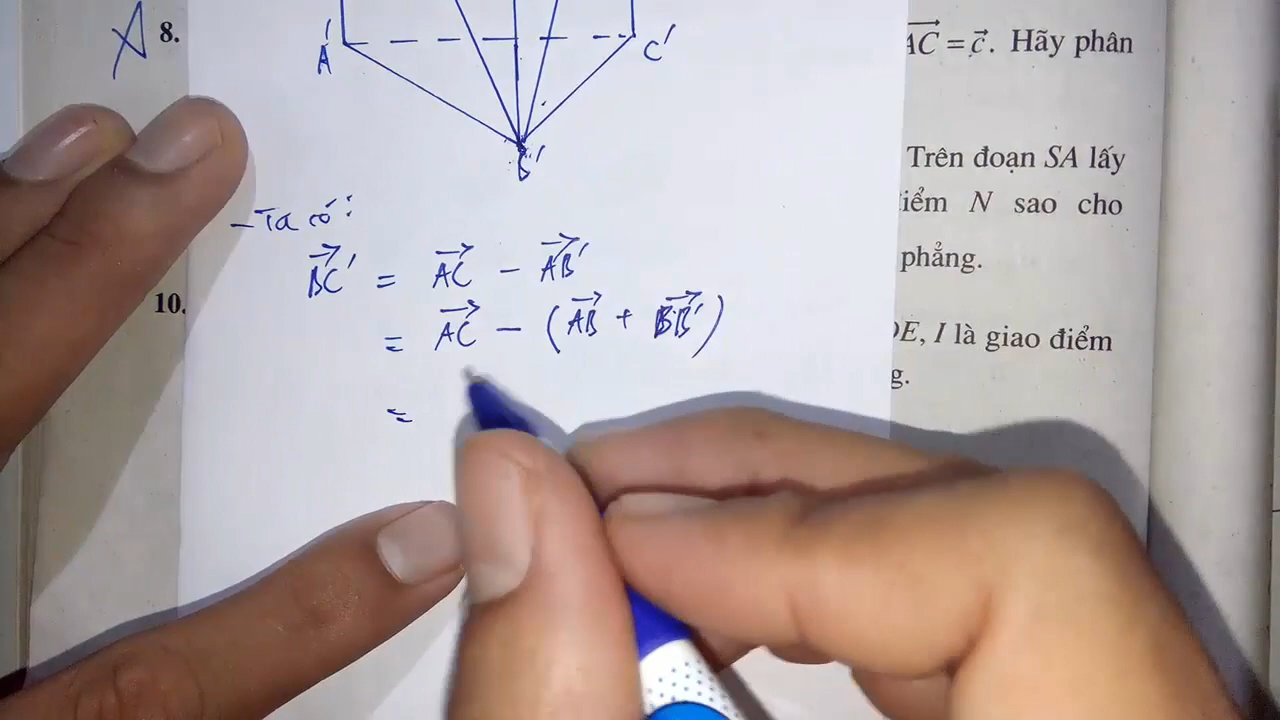 8.
A'
C'
B'
AC = c. Hãy phân
Trên đoạn SA lấy
iểm N sao cho
phẳng.
10.
E, I là giao điểm
g.
- Ta có:
BC' = AC - AB'
= AC - (AB + BB')
=